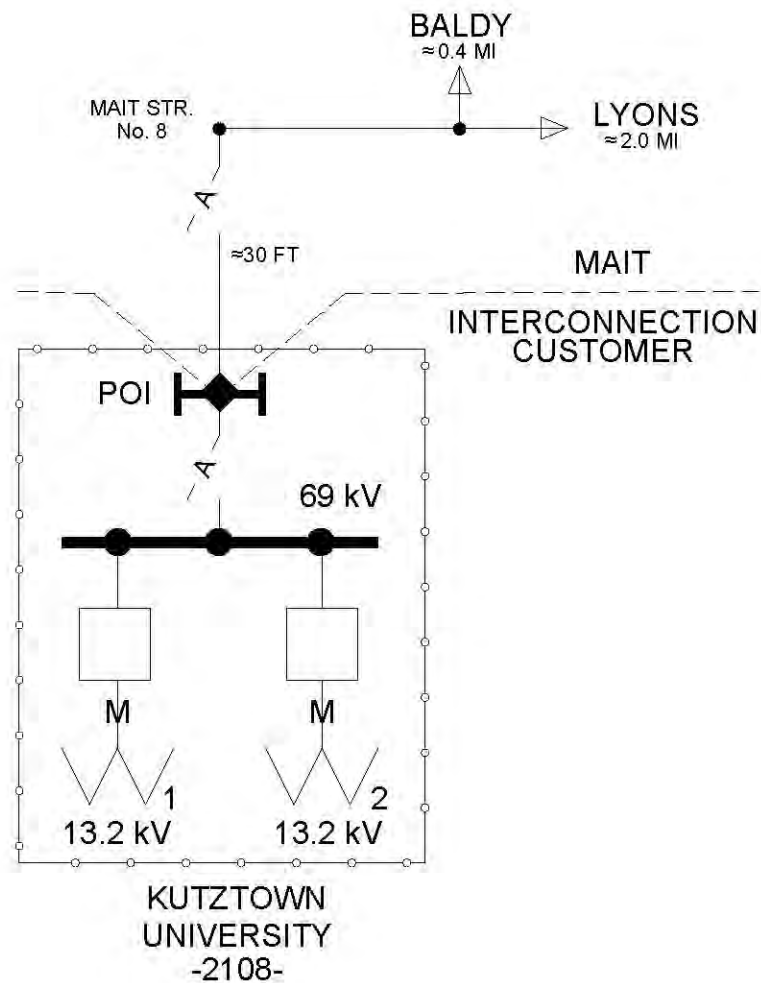 BALDY
≈0.4 MI
MAIT STR.
No. 8
LYONS
≈2.0 MI
A
≈30 FT
MAIT
INTERCONNECTION
CUSTOMER
POI
A
69 kV
M
M
1
2
13.2 kV
13.2 kV
KUTZTOWN
UNIVERSITY
-2108-